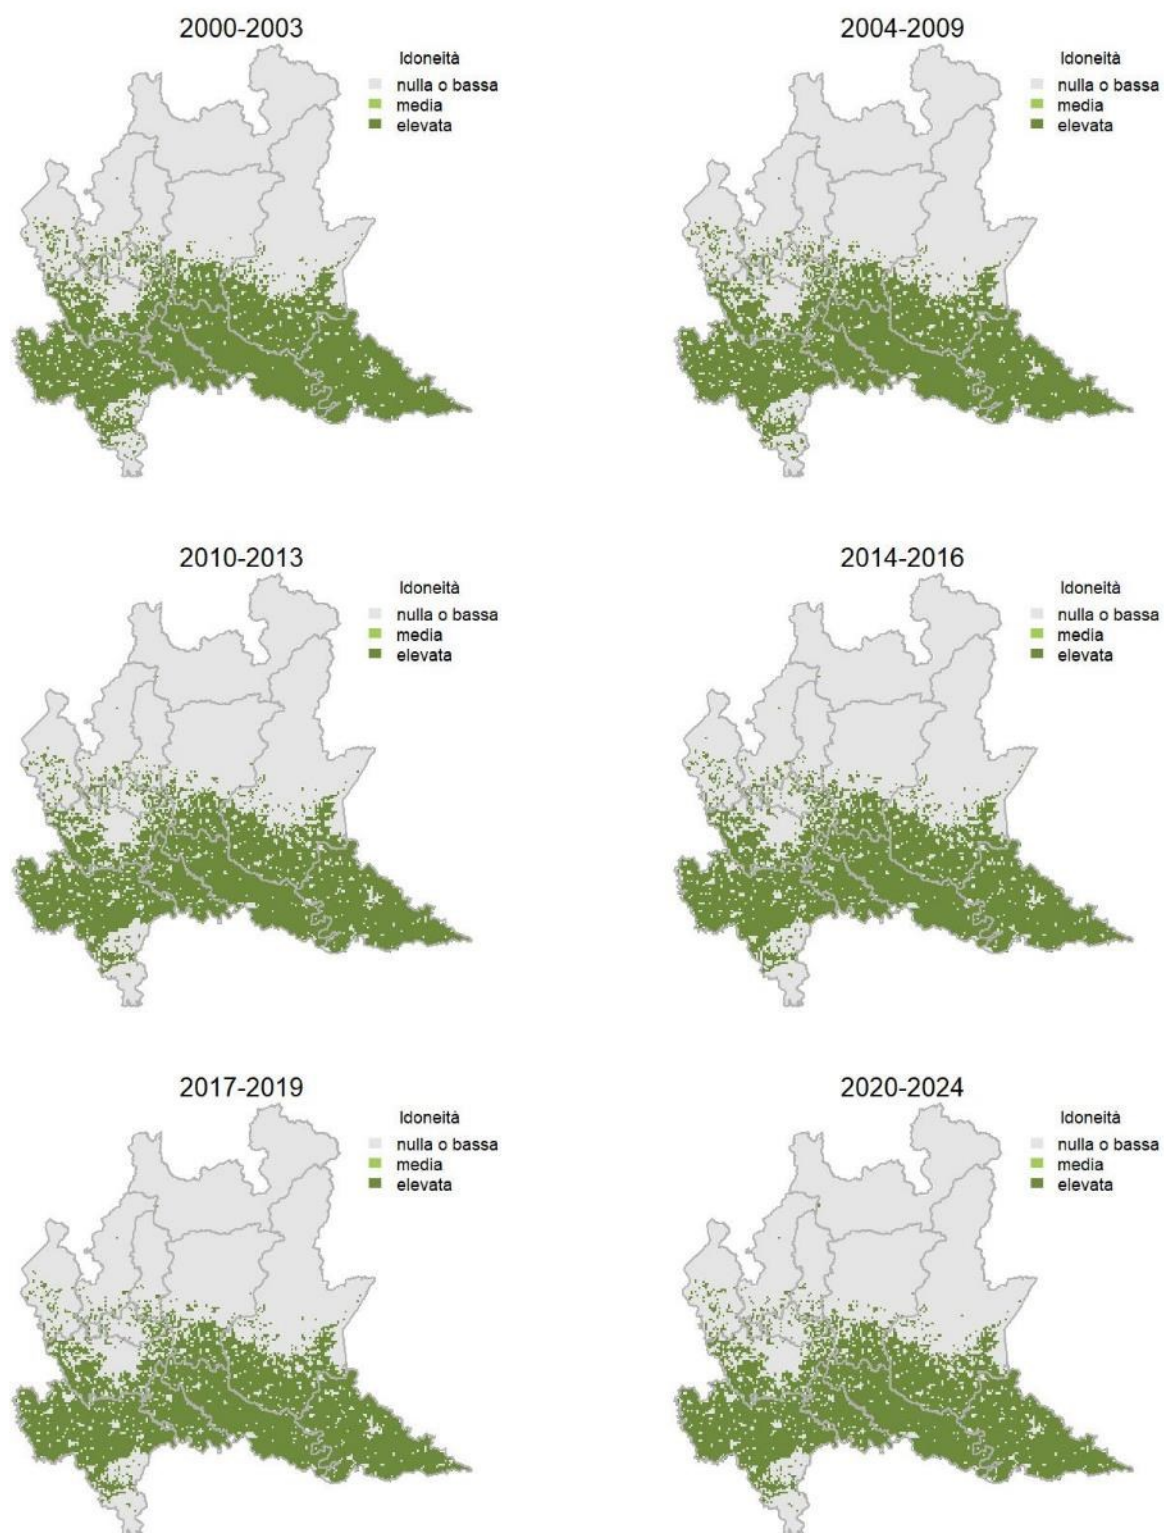 2000-2003
Idoneità
nulla o bassa
media
elevata
2004-2009
Idoneità
nulla o bassa
media
elevata
2010-2013
Idoneità
nulla o bassa
media
elevata
2014-2016
Idoneità
nulla o bassa
media
elevata
2017-2019
Idoneità
nulla o bassa
media
elevata
2020-2024
Idoneità
nulla o bassa
media
elevata